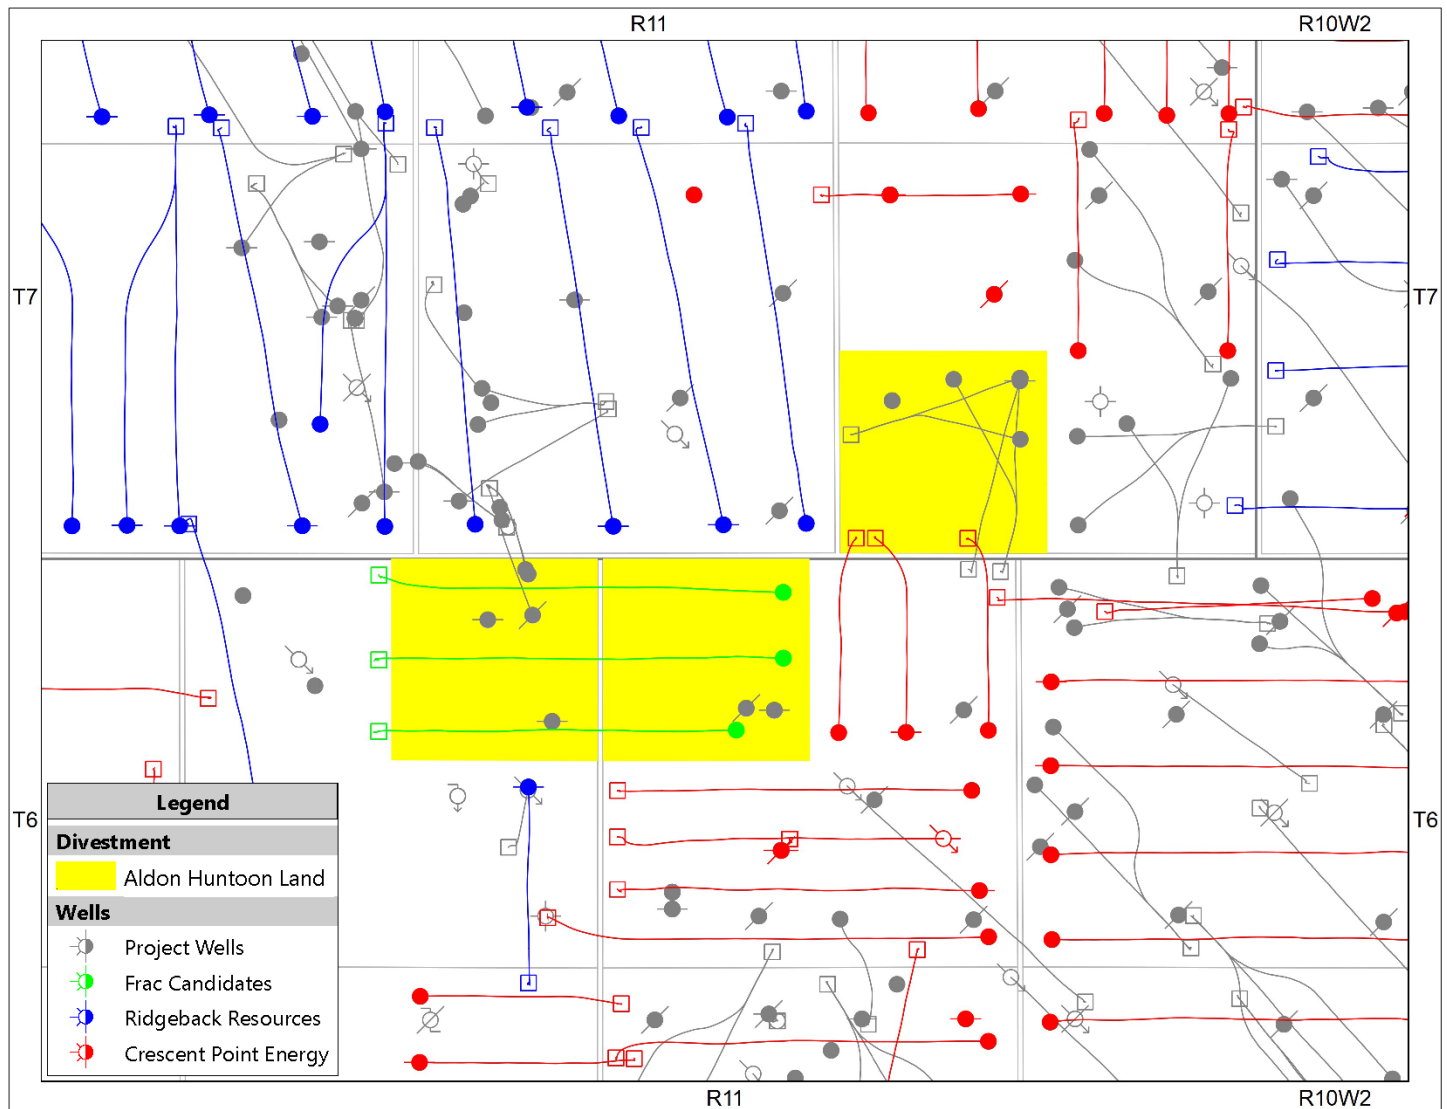 R11 R10W2
T7 T7
T6 T6
Legend
Divestment
Aldon Huntoon Land
Wells
Project Wells
Frac Candidates
Ridgeback Resources
Crescent Point Energy
R11 R10W2